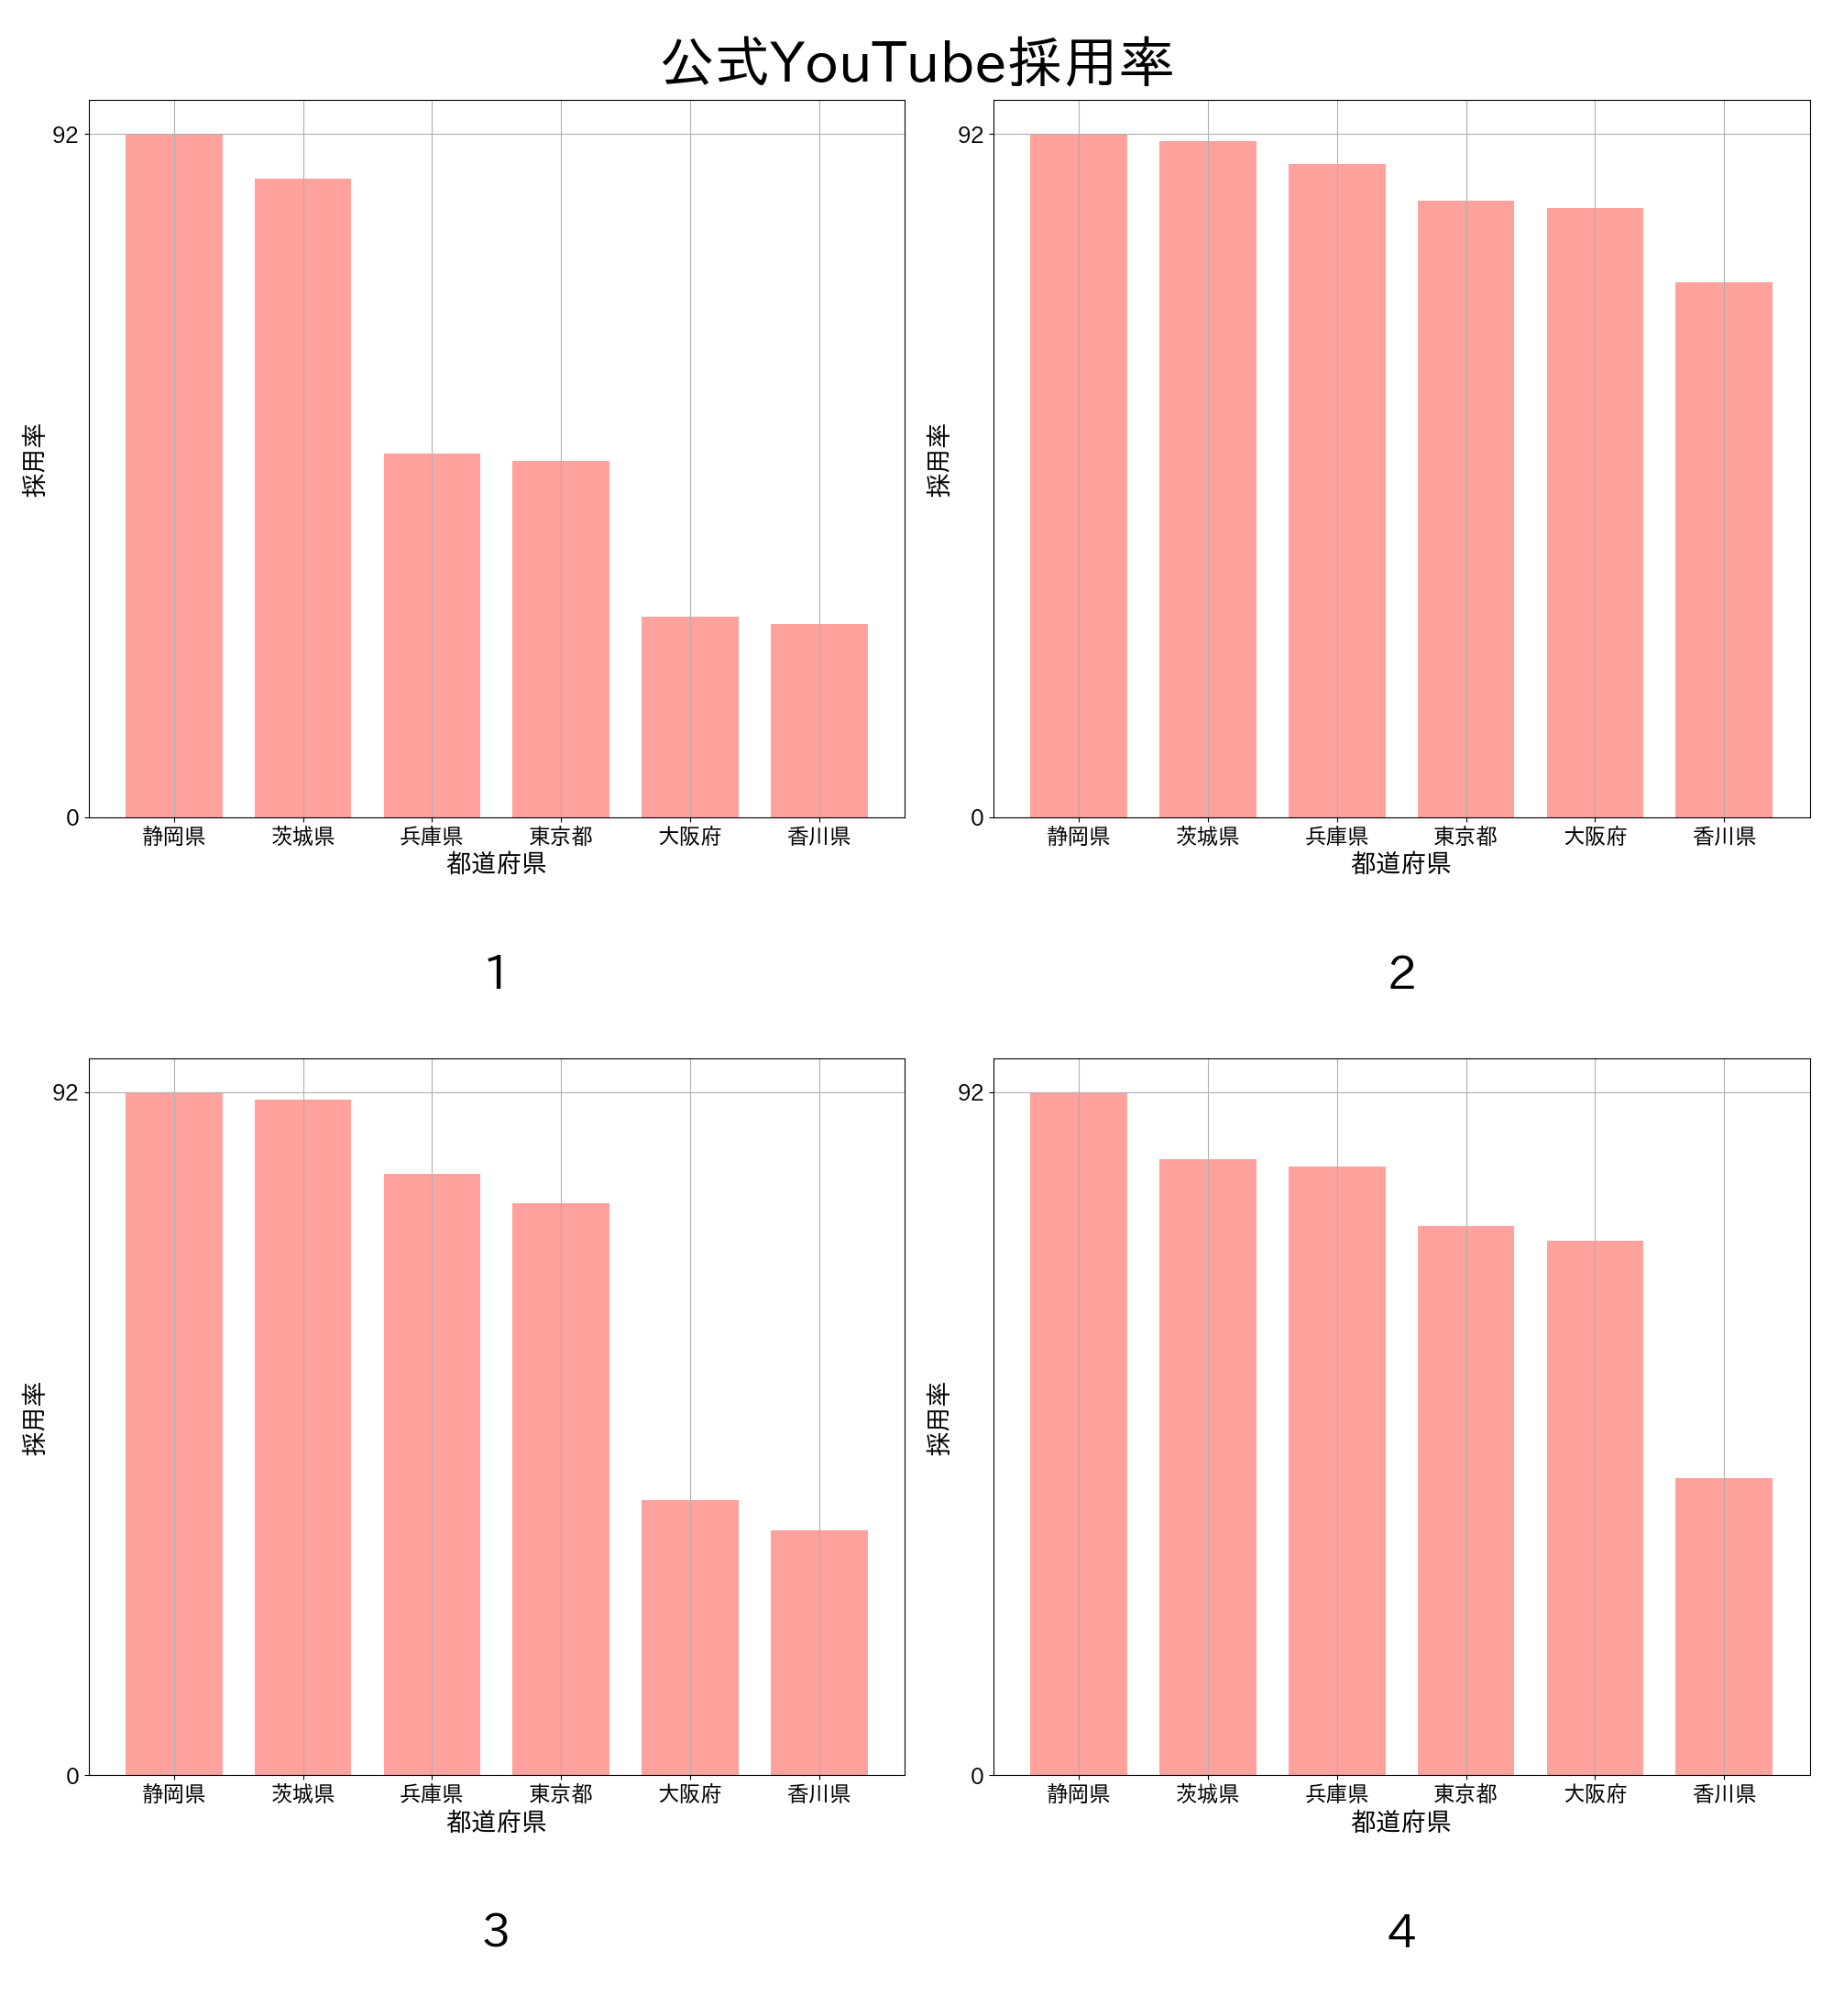 公式YouTube採用率
92
0
採用率
静岡県 茨城県 兵庫県 東京都 大阪府 香川県
都道府県
1
92
0
採用率
静岡県 茨城県 兵庫県 東京都 大阪府 香川県
都道府県
2
92
0
採用率
静岡県 茨城県 兵庫県 東京都 大阪府 香川県
都道府県
3
92
0
採用率
静岡県 茨城県 兵庫県 東京都 大阪府 香川県
都道府県
4